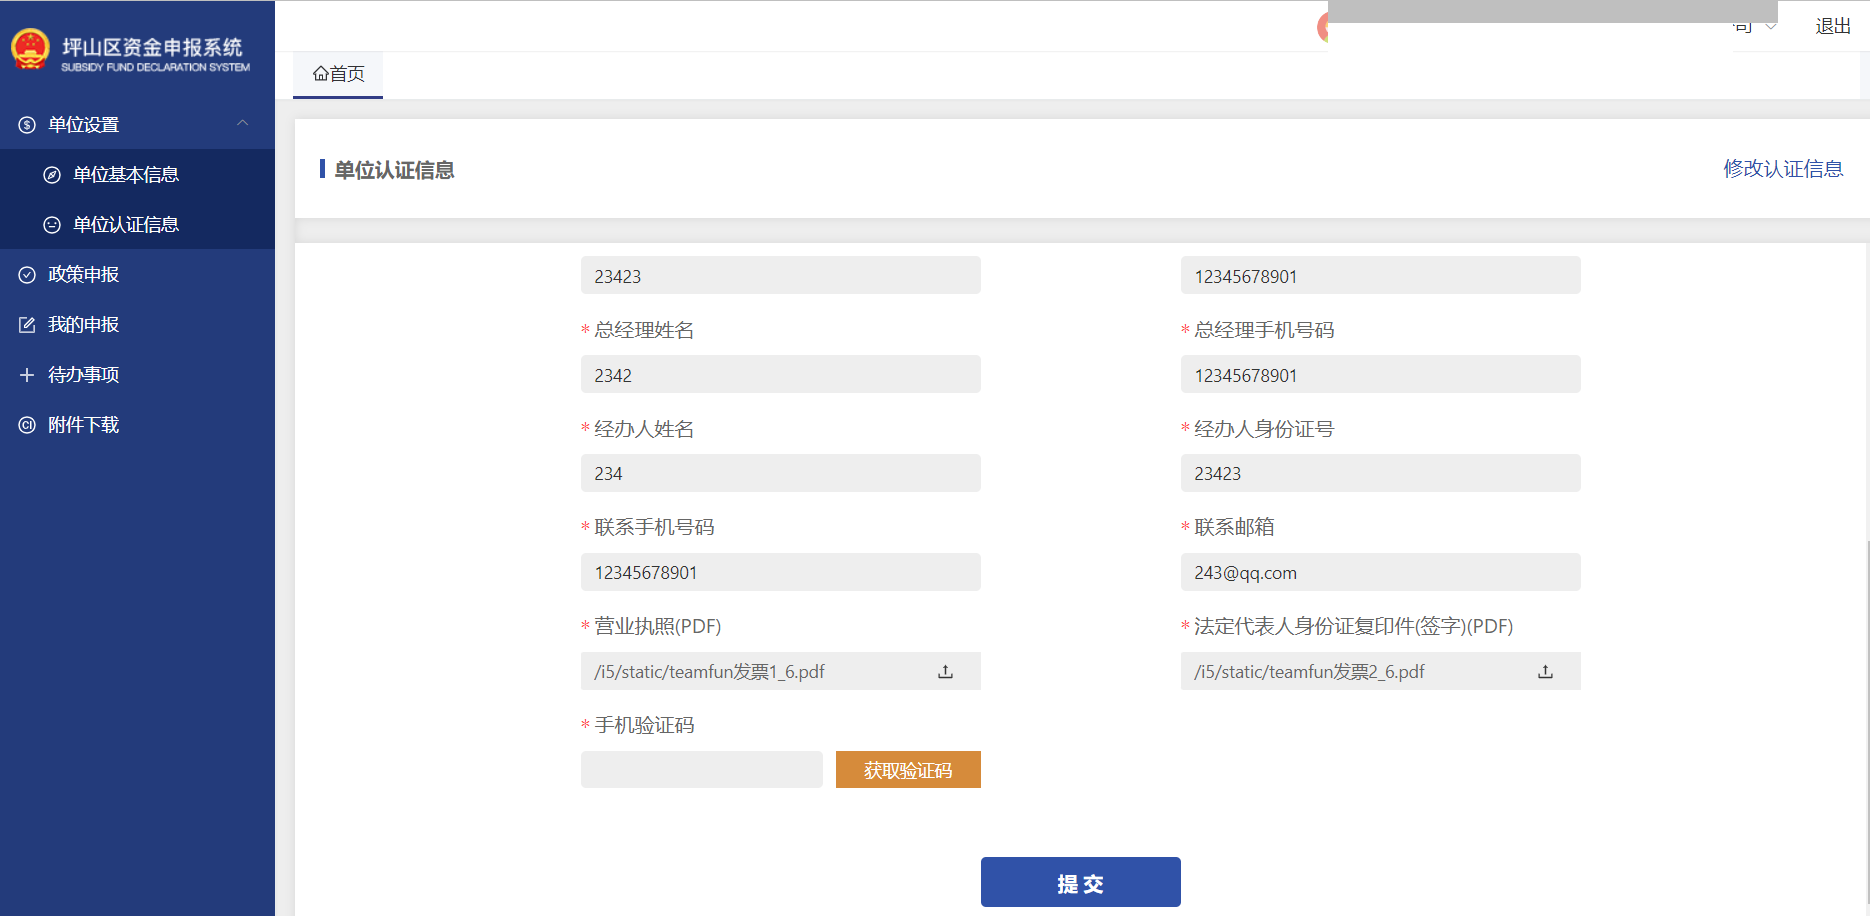 坪山区资金申报系统
SUBSIDY FUND DECLARATION SYSTEM
单位设置
单位基本信息
单位认证信息
政策申报
我的申报
待办事项
附件下载
退出
首页
单位认证信息
修改认证信息
23423
12345678901
* 总经理姓名
* 总经理手机号码
2342
12345678901
* 经办人姓名
* 经办人身份证号
234
23423
* 联系手机号码
* 联系邮箱
12345678901
243@qq.com
* 营业执照(PDF)
* 法定代表人身份证复印件(签字)(PDF)
/i5/static/teamfun发票1_6.pdf
/i5/static/teamfun发票2_6.pdf
* 手机验证码
获取验证码
提 交